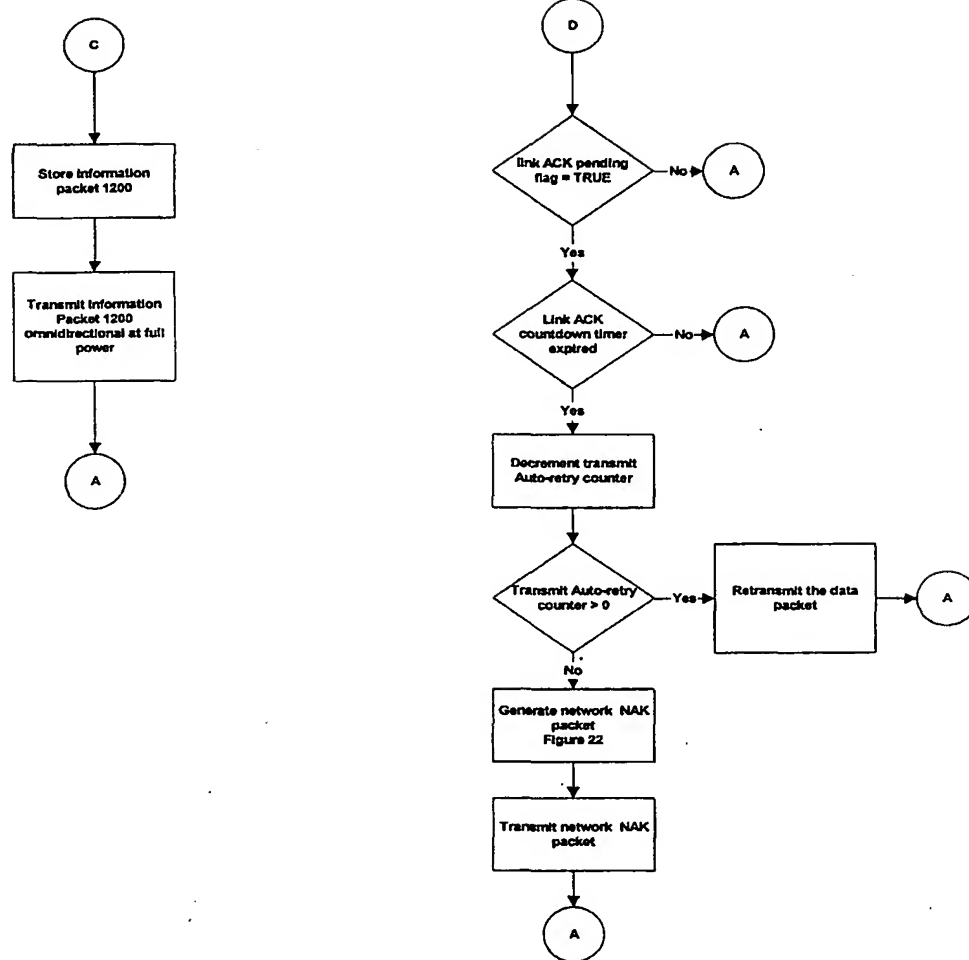 C
Store Information
packet 1200
Transmit Information
Packet 1200
omnidirectional at full
power
A
D
link ACK pending
flag = TRUE
No
A
Yes
Link ACK
countdown timer
expired
No
A
Yes
Decrement transmit
Auto-retry counter
Transmit Auto-retry
counter > 0
Yes
Retransmit the data
packet
A
No
Generate network NAK
packet
Figure 22
Transmit network NAK
packet
A